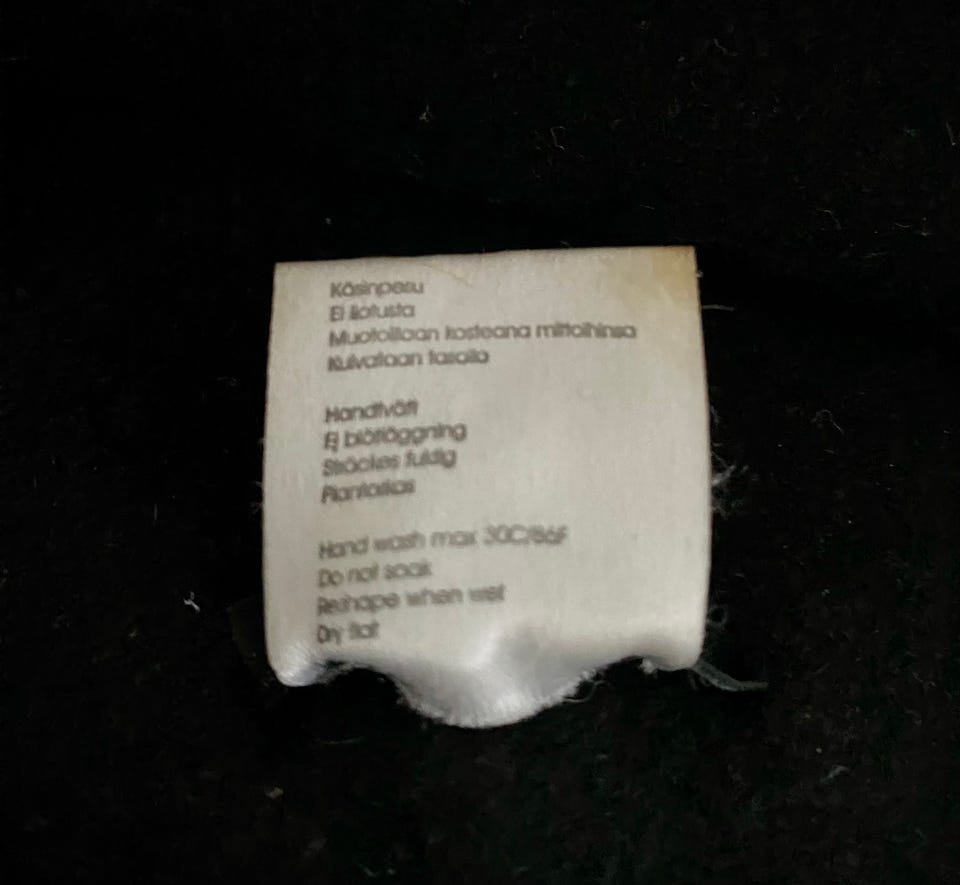 Käsinpesu
Ei liotusta
Muotoillaan kosteana mittoihinsa
Kuivataan tasolla
Handtvätt
Ej blötläggning
Sträckes fuktig
Plantorkas
Hand wash max 30C/86F
Do not soak
Reshape when wet
Dry flat